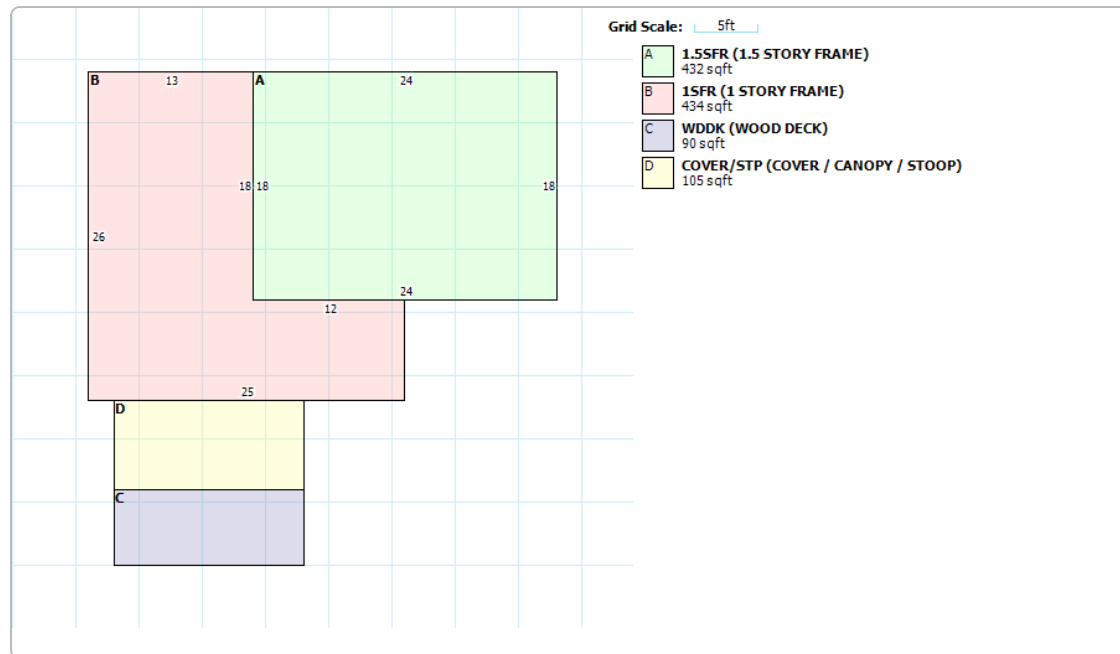 Grid Scale: 5ft
A 1.5SFR (1.5 STORY FRAME)
432 sqft
B 1SFR (1 STORY FRAME)
434 sqft
C WDDK (WOOD DECK)
90 sqft
D COVER/STP (COVER / CANOPY / STOOP)
105 sqft
B 13 A 24
18 18 18
26
24
12
25
D
C